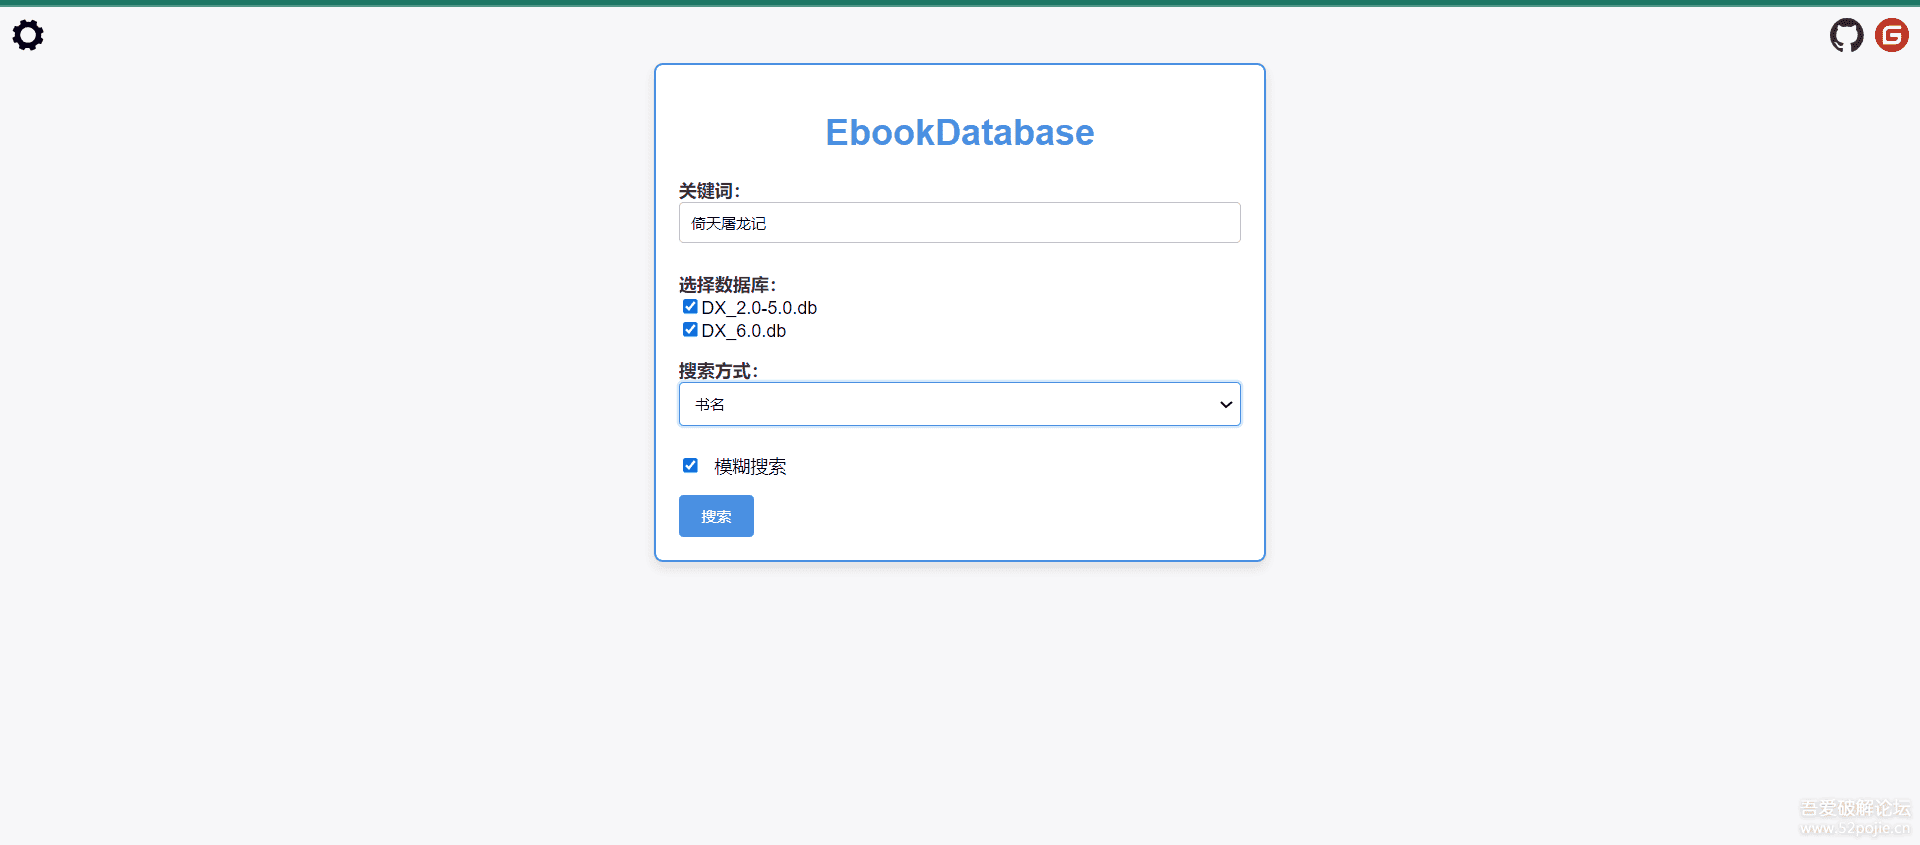 EbookDatabase
关键词：
倚天屠龙记
选择数据库：
DX_2.0-5.0.db
DX_6.0.db
搜索方式：
书名
模糊搜索
搜索
吾爱破解论坛
www.52pojie.cn